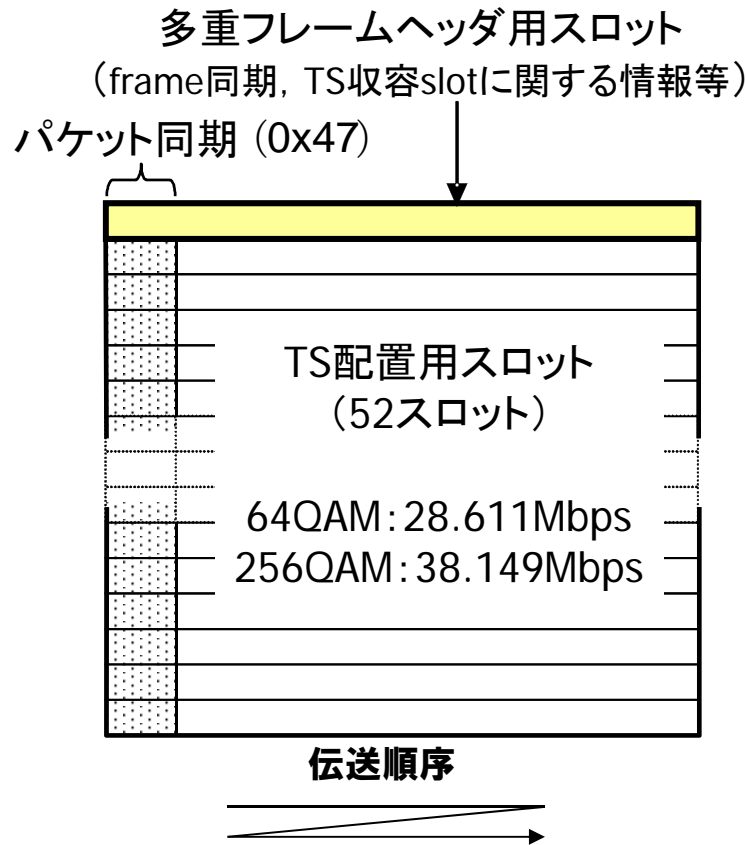 多重フレームヘッダ用スロット
（frame同期, TS収容slotに関する情報等）
パケット同期 (0x47)
TS配置用スロット
（52スロット）
64QAM：28.611Mbps
256QAM：38.149Mbps
伝送順序